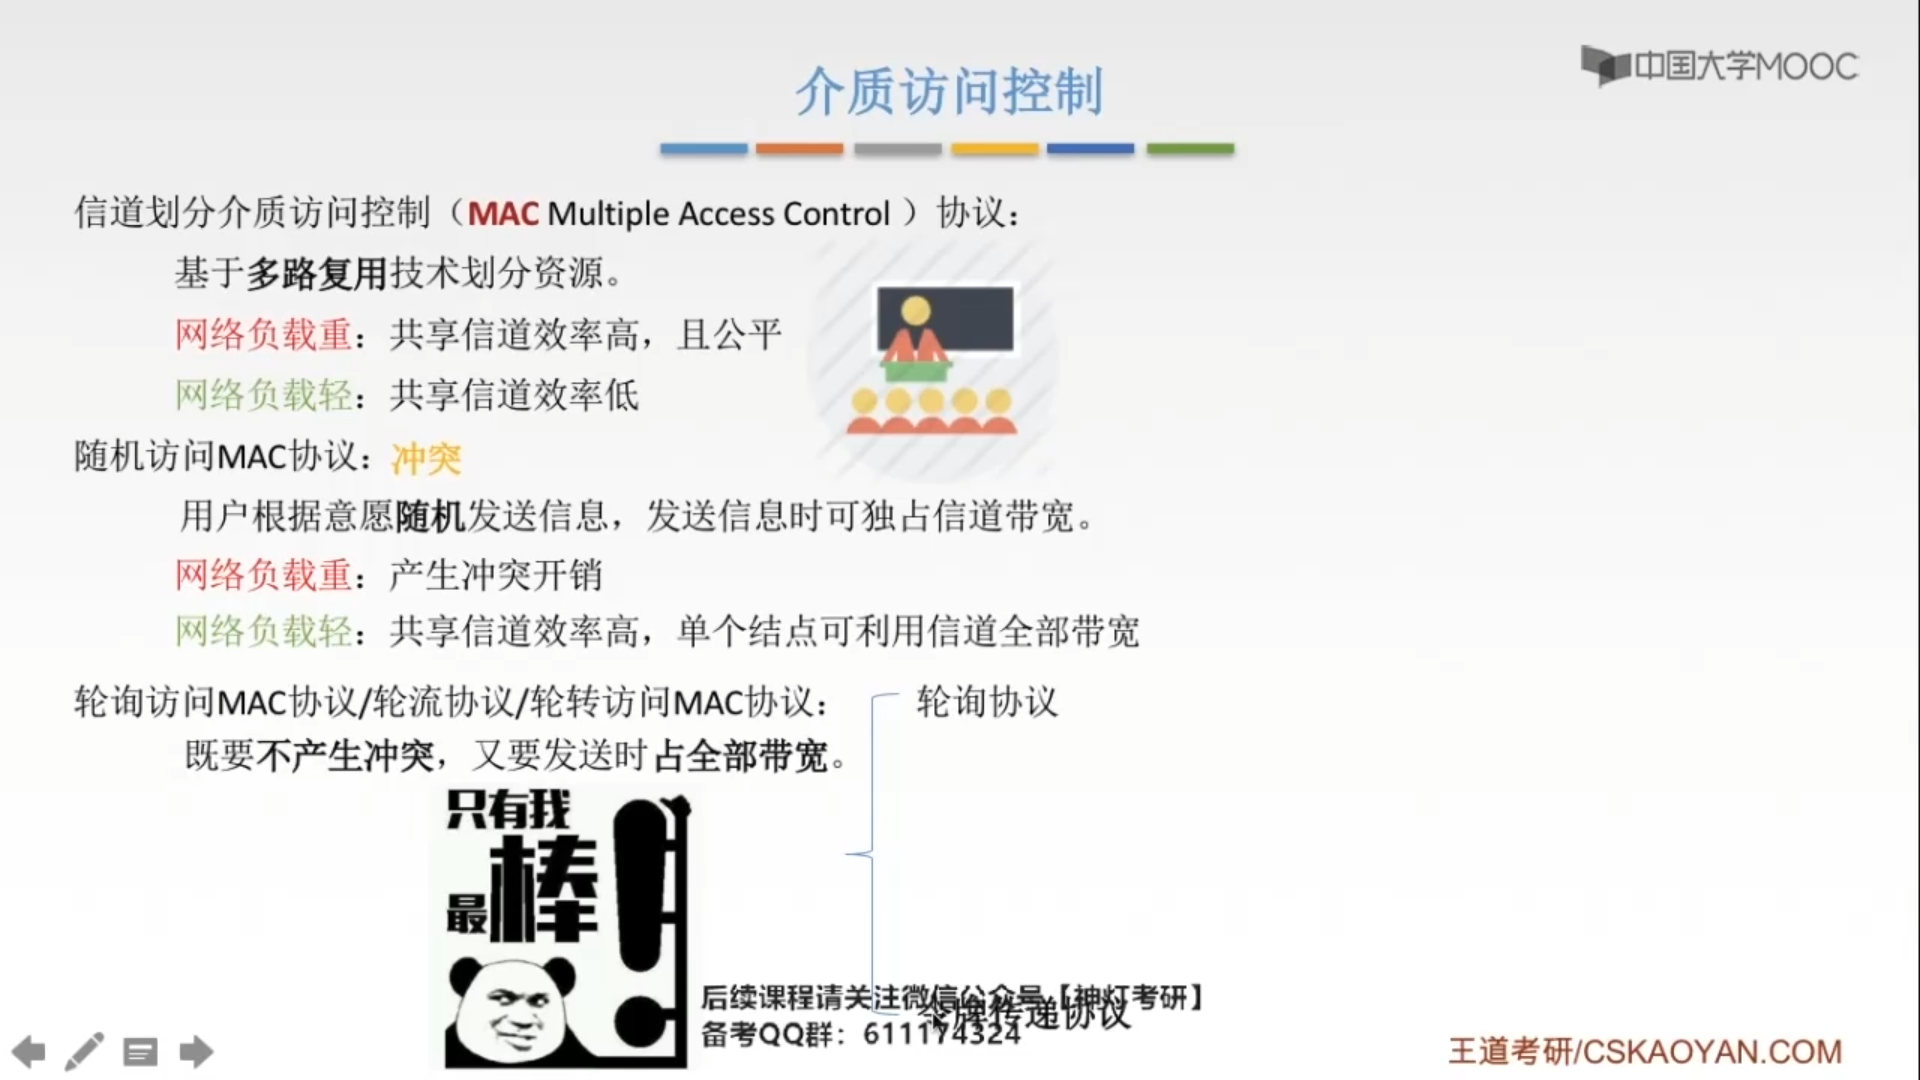 中国大学MOOC
介质访问控制
信道划分介质访问控制（MAC Multiple Access Control ）协议：
基于多路复用技术划分资源。
网络负载重：共享信道效率高，且公平
网络负载轻：共享信道效率低
随机访问MAC协议：冲突
用户根据意愿随机发送信息，发送信息时可独占信道带宽。
网络负载重：产生冲突开销
网络负载轻：共享信道效率高，单个结点可利用信道全部带宽
轮询访问MAC协议/轮流协议/轮转访问MAC协议：
轮询协议
既要不产生冲突，又要发送时占全部带宽。
只有我
最棒！
后续课程请关注微信公众号【神灯考研】
令牌传递协议
备考QQ群：611174324
王道考研/CSKAOYAN.COM